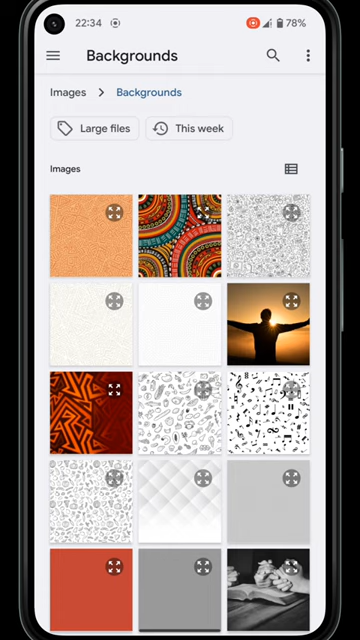 22:34
78%
Backgrounds
Images
Backgrounds
Large files
This week
Images